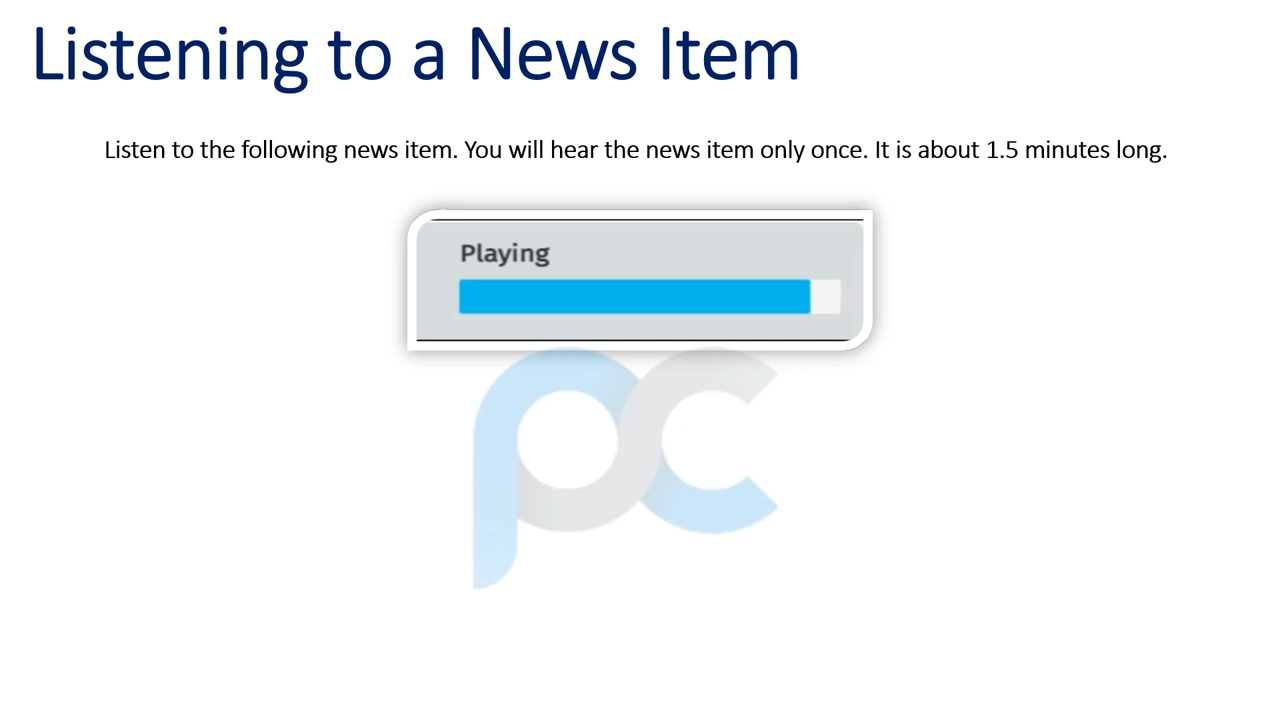 Listening to a News Item
Listen to the following news item. You will hear the news item only once. It is about 1.5 minutes long.
Playing
pc